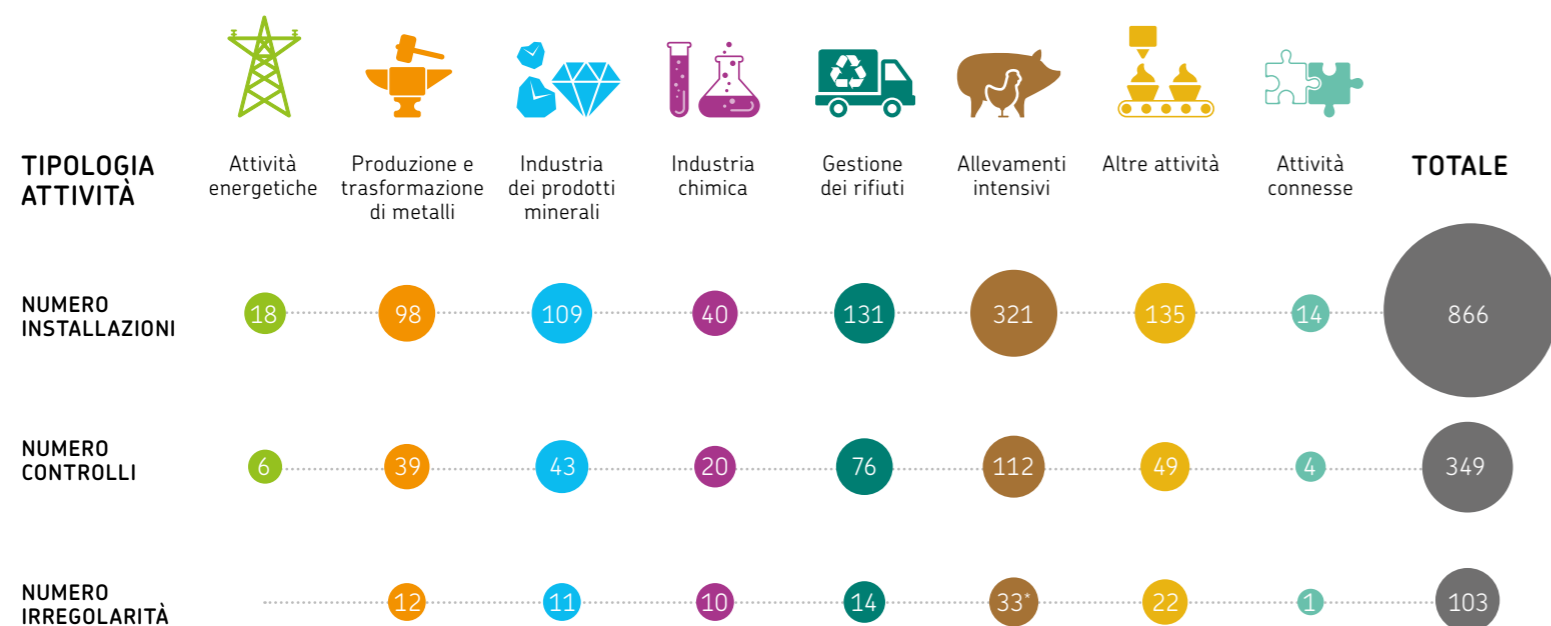 TIPOLOGIA
ATTIVITÀ
Attività
energetiche
Produzione e
trasformazione
di metalli
Industria
dei prodotti
minerali
Industria
chimica
Gestione
dei rifiuti
Allevamenti
intensivi
Altre attività
Attività
connesse
TOTALE
NUMERO
INSTALLAZIONI
18 98 109 40 131 321 135 14 866
NUMERO
CONTROLLI
6 39 43 20 76 112 49 4 349
NUMERO
IRREGOLARITÀ
12 11 10 14 33* 22 1 103